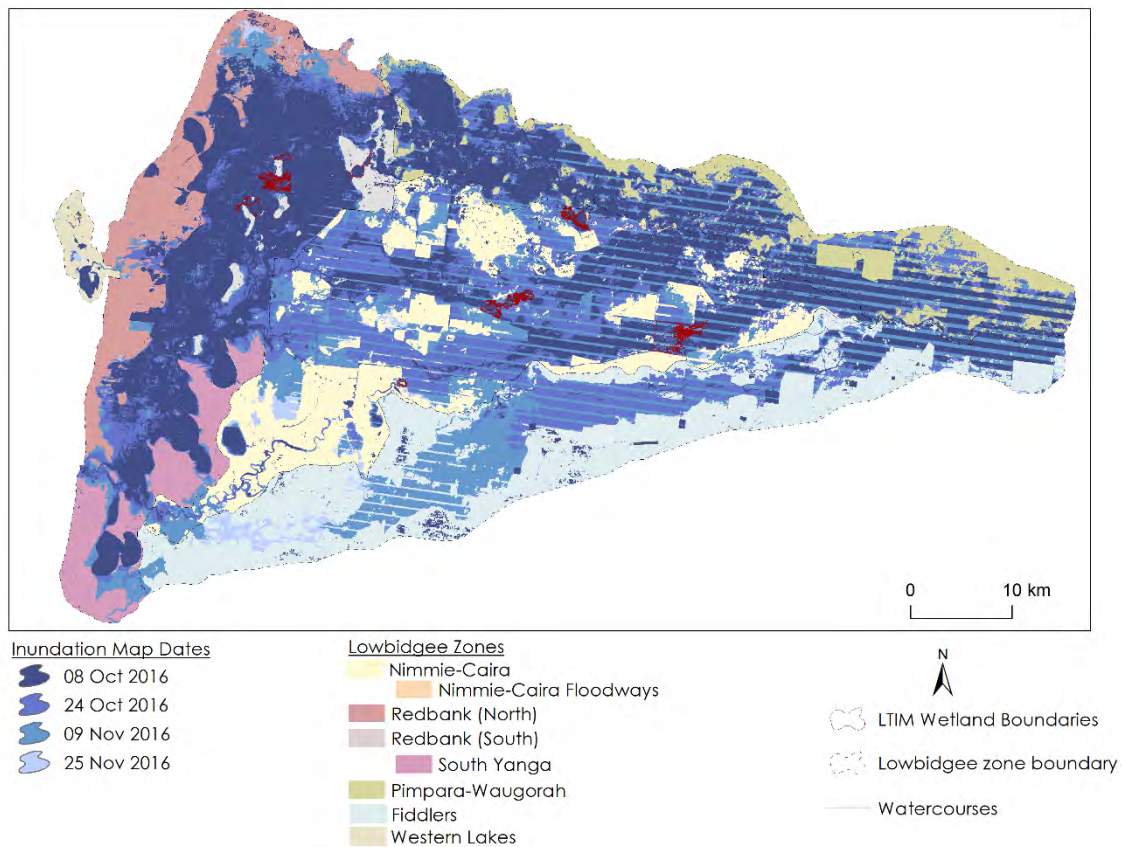 0 10 km
Inundation Map Dates
08 Oct 2016
24 Oct 2016
09 Nov 2016
25 Nov 2016
Lowbidgee Zones
Nimmie-Caira
Nimmie-Caira Floodways
Redbank (North)
Redbank (South)
South Yanga
Pimpara-Waugorah
Fiddlers
Western Lakes
N
LTIM Wetland Boundaries
Lowbidgee zone boundary
Watercourses